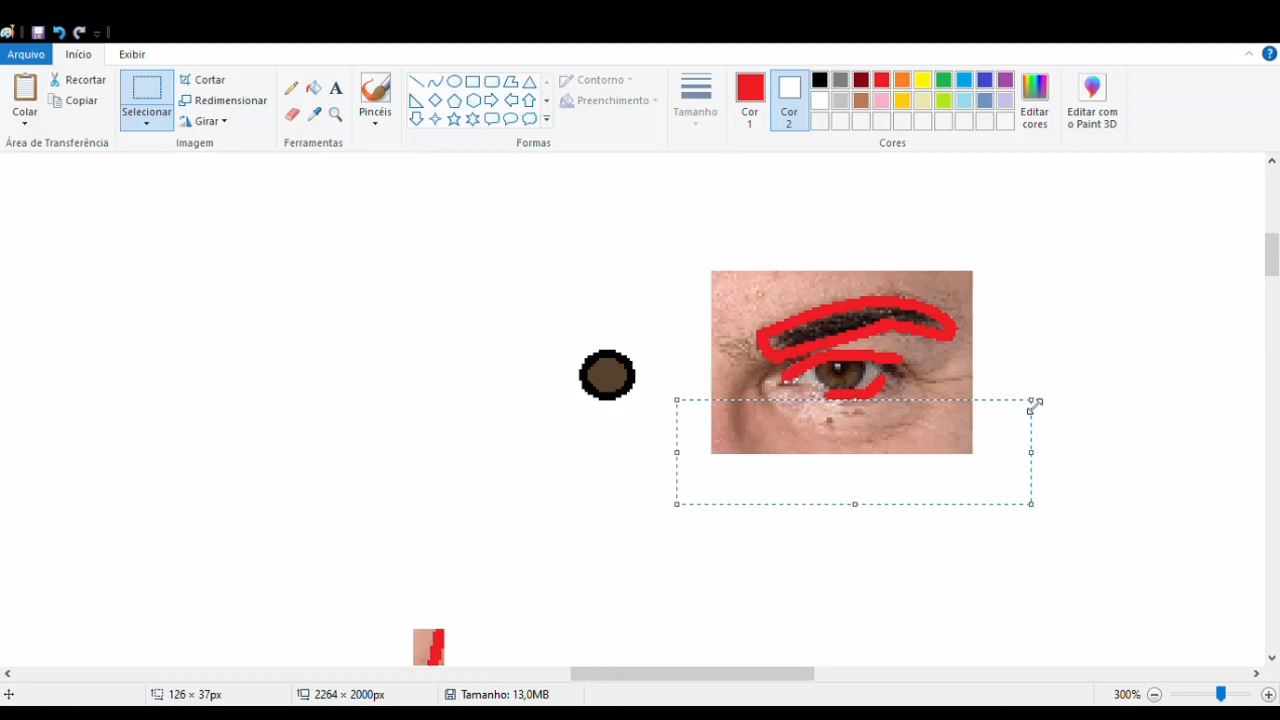 Arquivo Início Exibir
Colar
Recortar
Copiar
Área de Transferência
Selecionar
Cortar
Redimensionar
Girar
Imagem
A
Ferramentas
Pincéis
Contorno
Preenchimento
Formas
Tamanho
Cor
1
Cor
2
Editar
cores
Cores
Editar com
o Paint 3D
126 × 37px
2264 × 2000px
Tamanho: 13,0MB
300%